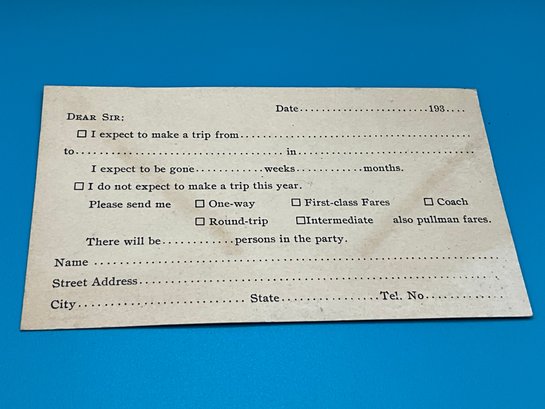 Date........................193....
DEAR SIR:
☐ I expect to make a trip from..........................................
to.......................................in................................
I expect to be gone...........weeks............months.
☐ I do not expect to make a trip this year.
Please send me ☐ One-way ☐ First-class Fares ☐ Coach
☐ Round-trip ☐Intermediate also pullman fares.
There will be............persons in the party.
Name ..........................................................................
Street Address..................................................................
City............................State.................Tel. No.............